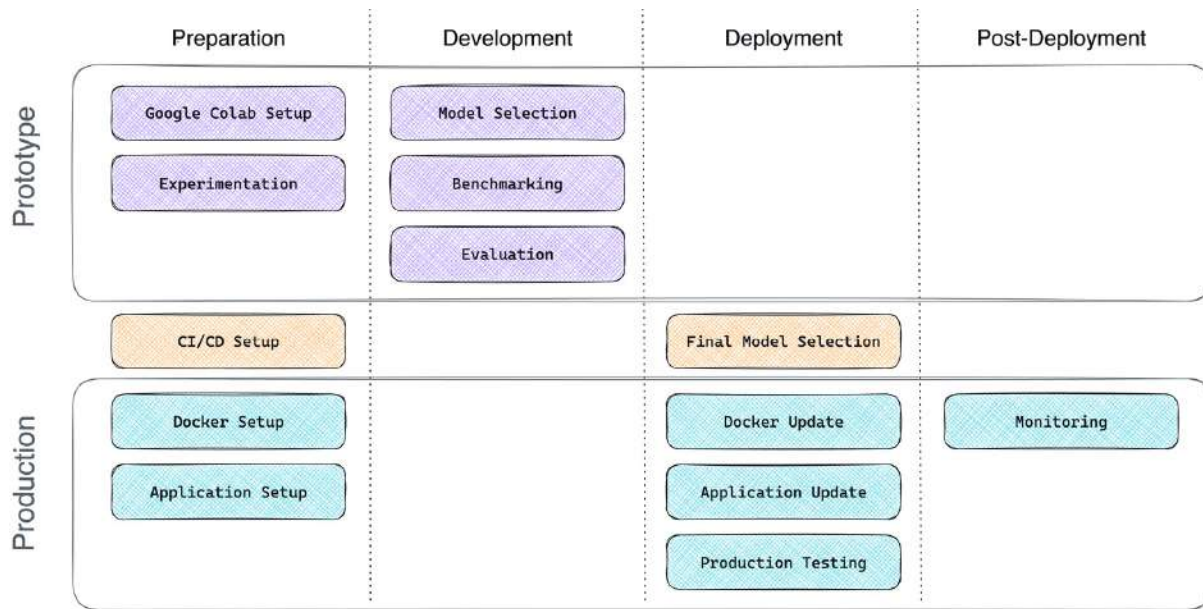 Preparation
Development
Deployment
Post-Deployment
Prototype
Google Colab Setup
Model Selection
Experimentation
Benchmarking
Evaluation
CI/CD Setup
Final Model Selection
Production
Docker Setup
Docker Update
Monitoring
Application Setup
Application Update
Production Testing